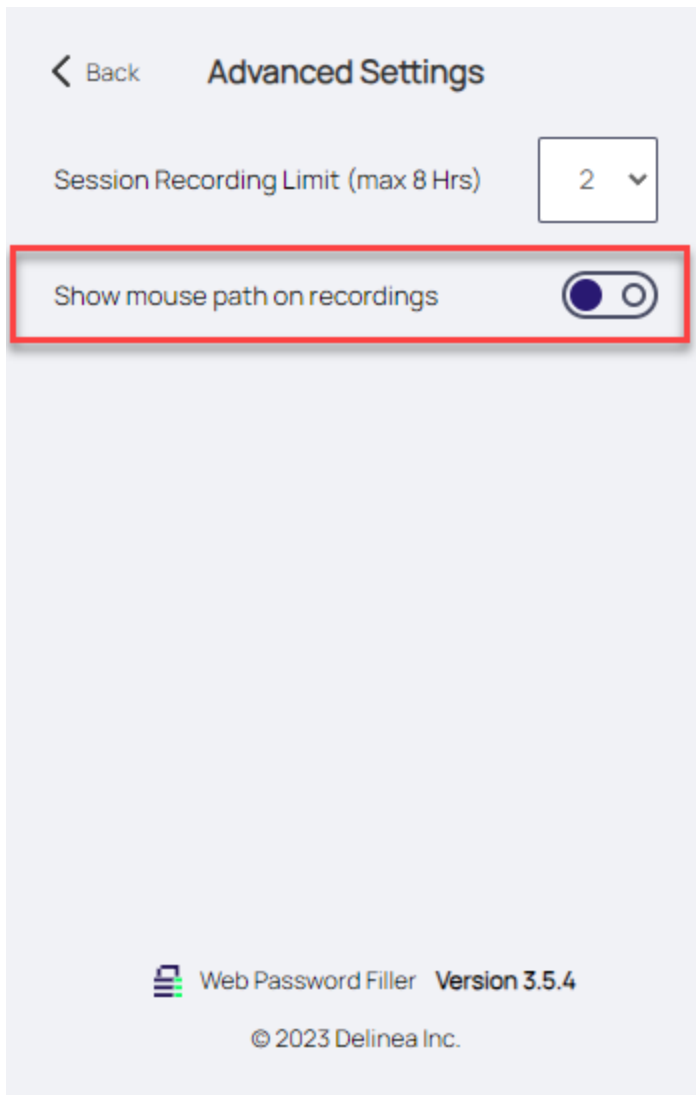 Back Advanced Settings
Session Recording Limit (max 8 Hrs) 2
Show mouse path on recordings
Web Password Filler Version 3.5.4
© 2023 Delinea Inc.